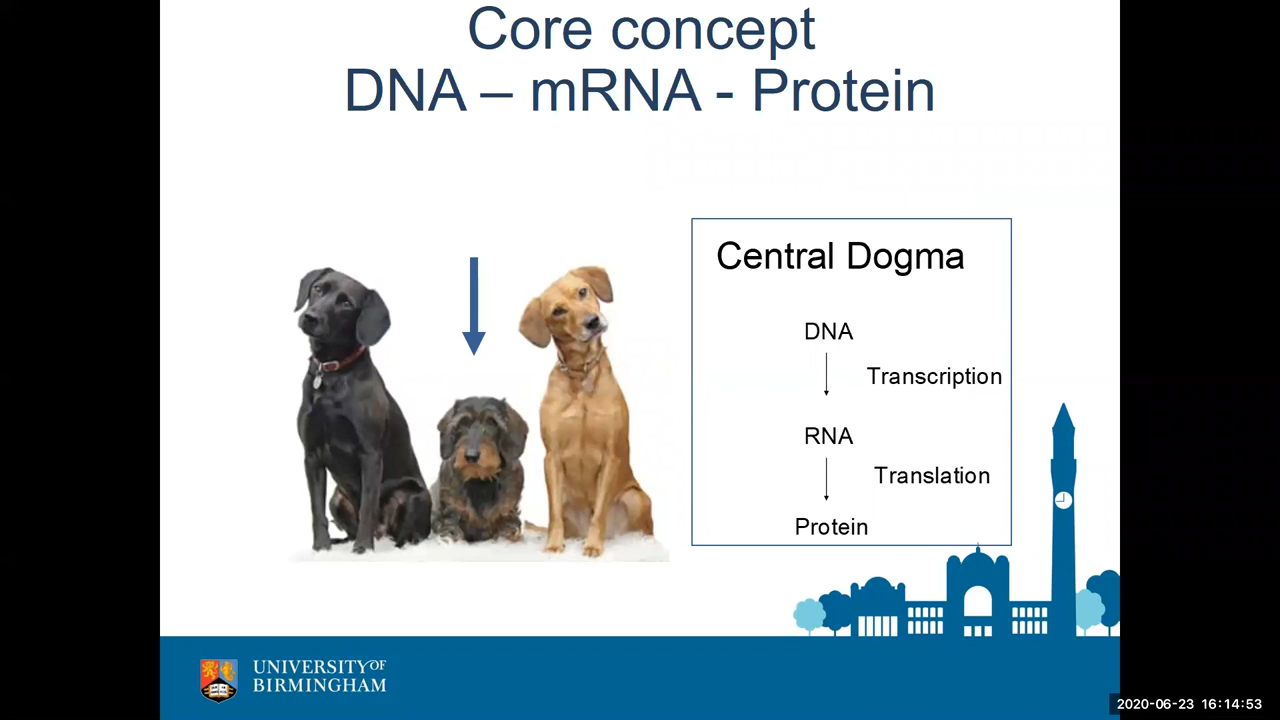 Core concept
DNA – mRNA - Protein
Central Dogma
DNA
Transcription
RNA
Translation
Protein
UNIVERSITY OF
BIRMINGHAM
2020-06-23 16:14:53